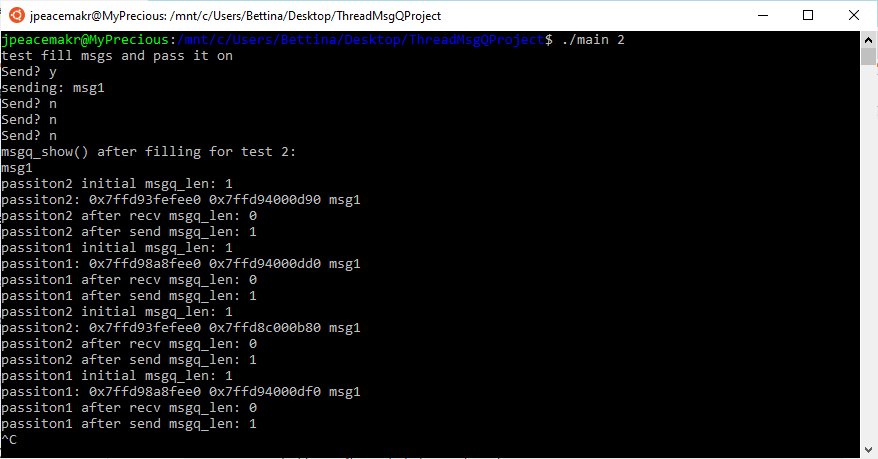 jpeacemakr@MyPrecious: /mnt/c/Users/Bettina/Desktop/ThreadMsgQProject
jpeacemakr@MyPrecious:/mnt/c/Users/Bettina/Desktop/ThreadMsgQProject$ ./main 2
test fill msgs and pass it on
Send? y
sending: msg1
Send? n
Send? n
Send? n
msgq_show() after filling for test 2:
msg1
passiton2 initial msgq_len: 1
passiton2: 0x7ffd93fefee0 0x7ffd94000d90 msg1
passiton2 after recv msgq_len: 0
passiton2 after send msgq_len: 1
passiton1 initial msgq_len: 1
passiton1: 0x7ffd98a8fee0 0x7ffd94000dd0 msg1
passiton1 after recv msgq_len: 0
passiton1 after send msgq_len: 1
passiton2 initial msgq_len: 1
passiton2: 0x7ffd93fefee0 0x7ffd8c000b80 msg1
passiton2 after recv msgq_len: 0
passiton2 after send msgq_len: 1
passiton1 initial msgq_len: 1
passiton1: 0x7ffd98a8fee0 0x7ffd94000df0 msg1
passiton1 after recv msgq_len: 0
passiton1 after send msgq_len: 1
^C